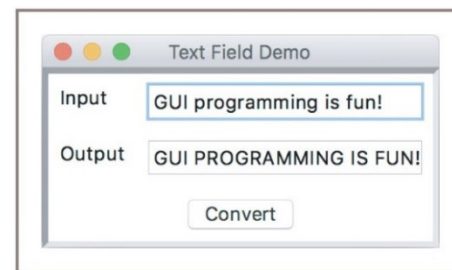 Text Field Demo
Input GUI programming is fun!
Output GUI PROGRAMMING IS FUN!
Convert